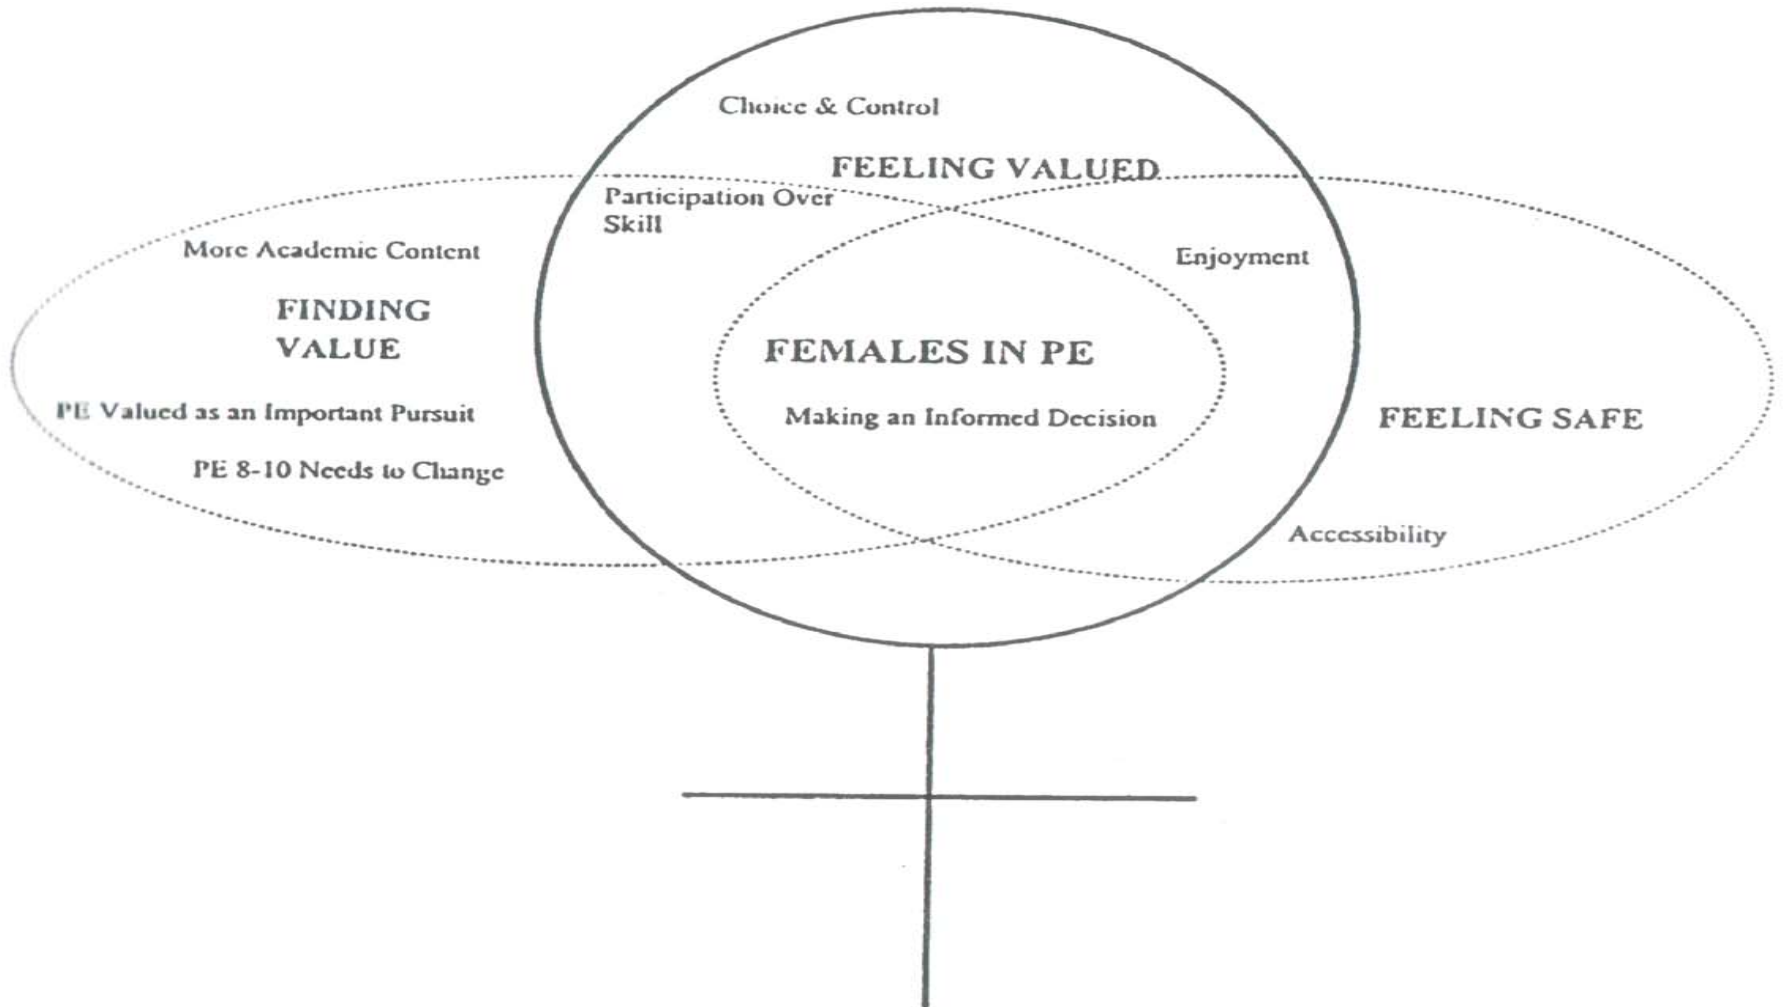 Choice & Control
FEELING VALUED
Participation Over
Skill
More Academic Content
Enjoyment
FINDING
VALUE
FEMALES IN PE
PE Valued as an Important Pursuit
Making an Informed Decision
FEELING SAFE
PE 8-10 Needs to Change
Accessibility